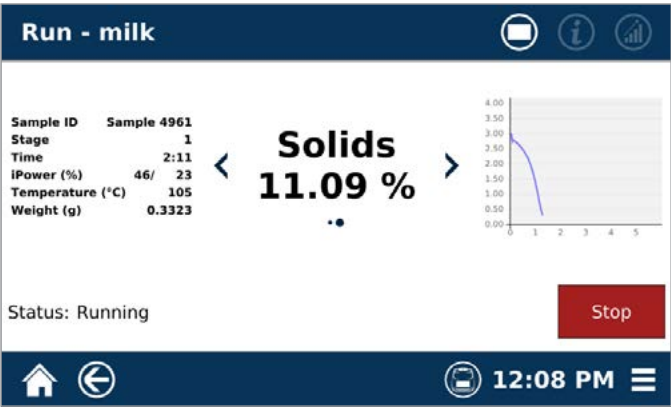 Run - milk
Sample ID Sample 4961
Stage 1
Time 2:11
iPower (%) 46/ 23
Temperature (°C) 105
Weight (g) 0.3323
< Solids >
11.09 %
4.00
3.50
3.00
2.50
2.00
1.50
1.00
0.50
0.00
0 1 2 3 4 5
Status: Running
Stop
12:08 PM